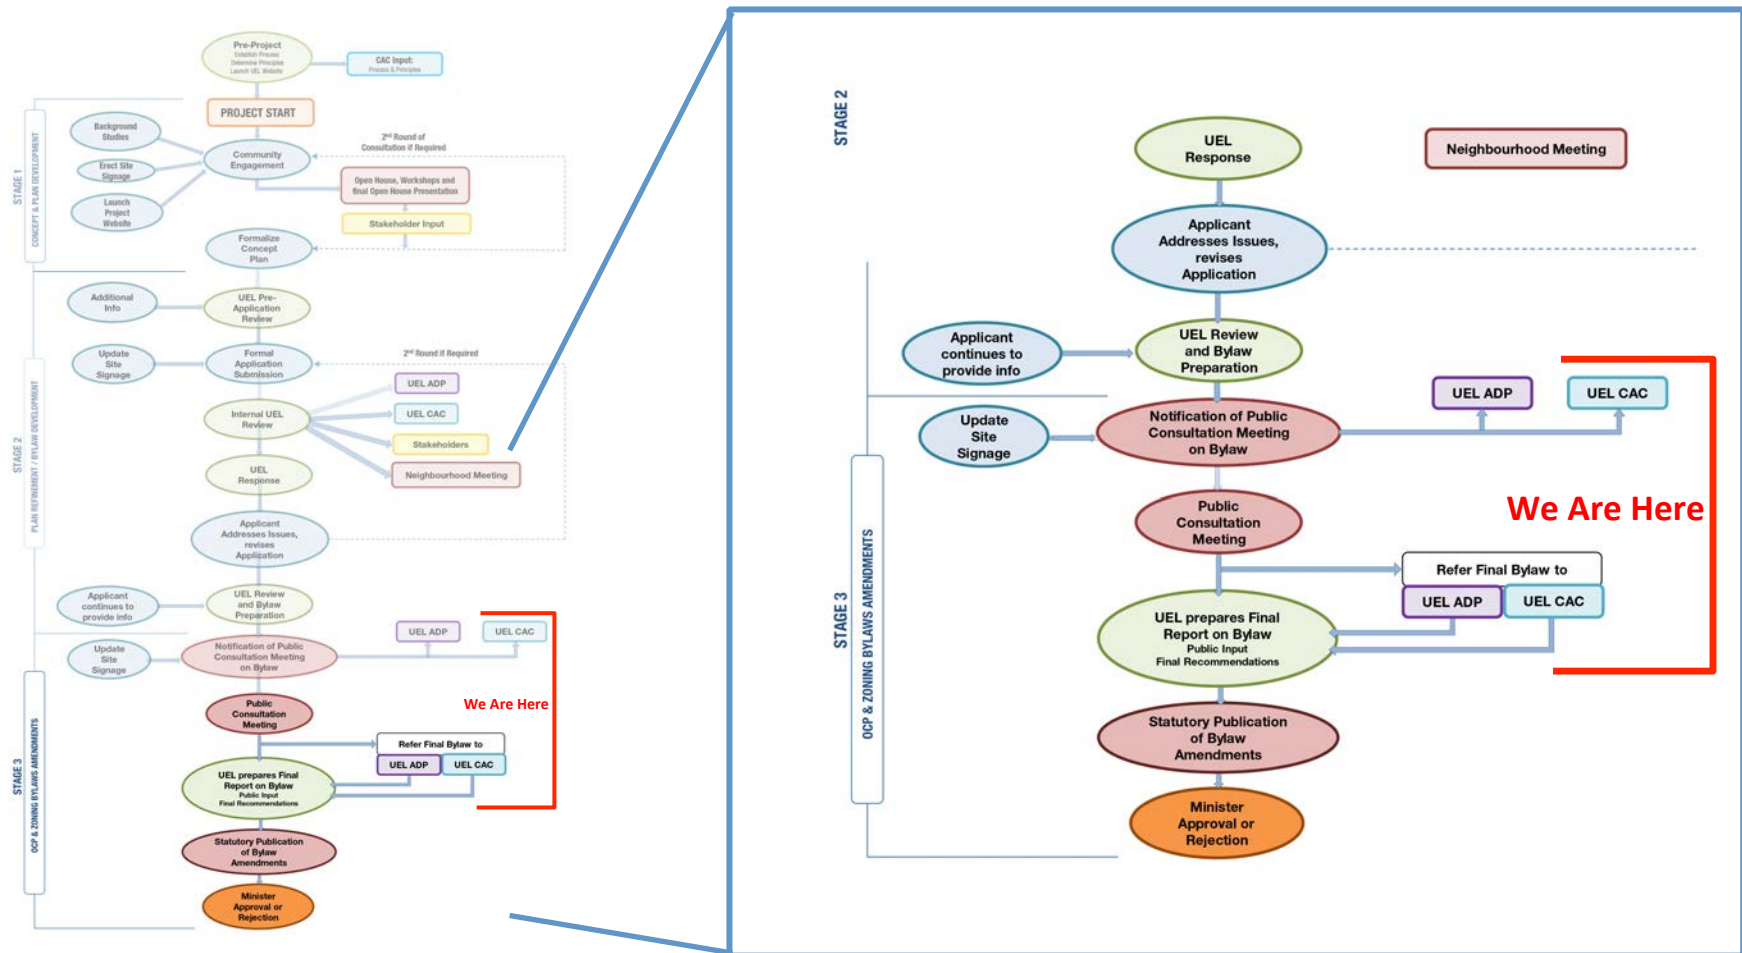 Pre-Project
Establish Process
Determine Principles
Launch UEL Website
CAC Input:
Process & Principles
PROJECT START
STAGE 1
CONCEPT & PLAN DEVELOPMENT
Background
Studies
Erect Site
Signage
Launch
Project
Website
Community
Engagement
2nd Round of
Consultation if Required
Open House, Workshops and
final Open House Presentation
Stakeholder Input
Formalize
Concept
Plan
STAGE 2
PLAN REFINEMENT / BYLAW DEVELOPMENT
Additional
Info
UEL Pre-
Application
Review
Update
Site
Signage
Formal
Application
Submission
2nd Round if Required
Internal UEL
Review
UEL ADP
UEL CAC
Stakeholders
Neighbourhood Meeting
UEL
Response
Applicant
Addresses Issues,
revises
Application
Applicant
continues to
provide info
UEL Review
and Bylaw
Preparation
STAGE 3
OCP & ZONING BYLAWS AMENDMENTS
Update
Site
Signage
Notification of Public
Consultation Meeting
on Bylaw
UEL ADP
UEL CAC
Public
Consultation
Meeting
We Are Here
Refer Final Bylaw to
UEL ADP
UEL CAC
UEL prepares Final
Report on Bylaw
Public Input
Final Recommendations
Statutory Publication
of Bylaw
Amendments
Minister
Approval or
Rejection
STAGE 2
UEL
Response
Neighbourhood Meeting
Applicant
Addresses Issues,
revises
Application
Applicant
continues to
provide info
UEL Review
and Bylaw
Preparation
STAGE 3
OCP & ZONING BYLAWS AMENDMENTS
Update
Site
Signage
Notification of Public
Consultation Meeting
on Bylaw
UEL ADP
UEL CAC
Public
Consultation
Meeting
We Are Here
Refer Final Bylaw to
UEL ADP
UEL CAC
UEL prepares Final
Report on Bylaw
Public Input
Final Recommendations
Statutory Publication
of Bylaw
Amendments
Minister
Approval or
Rejection